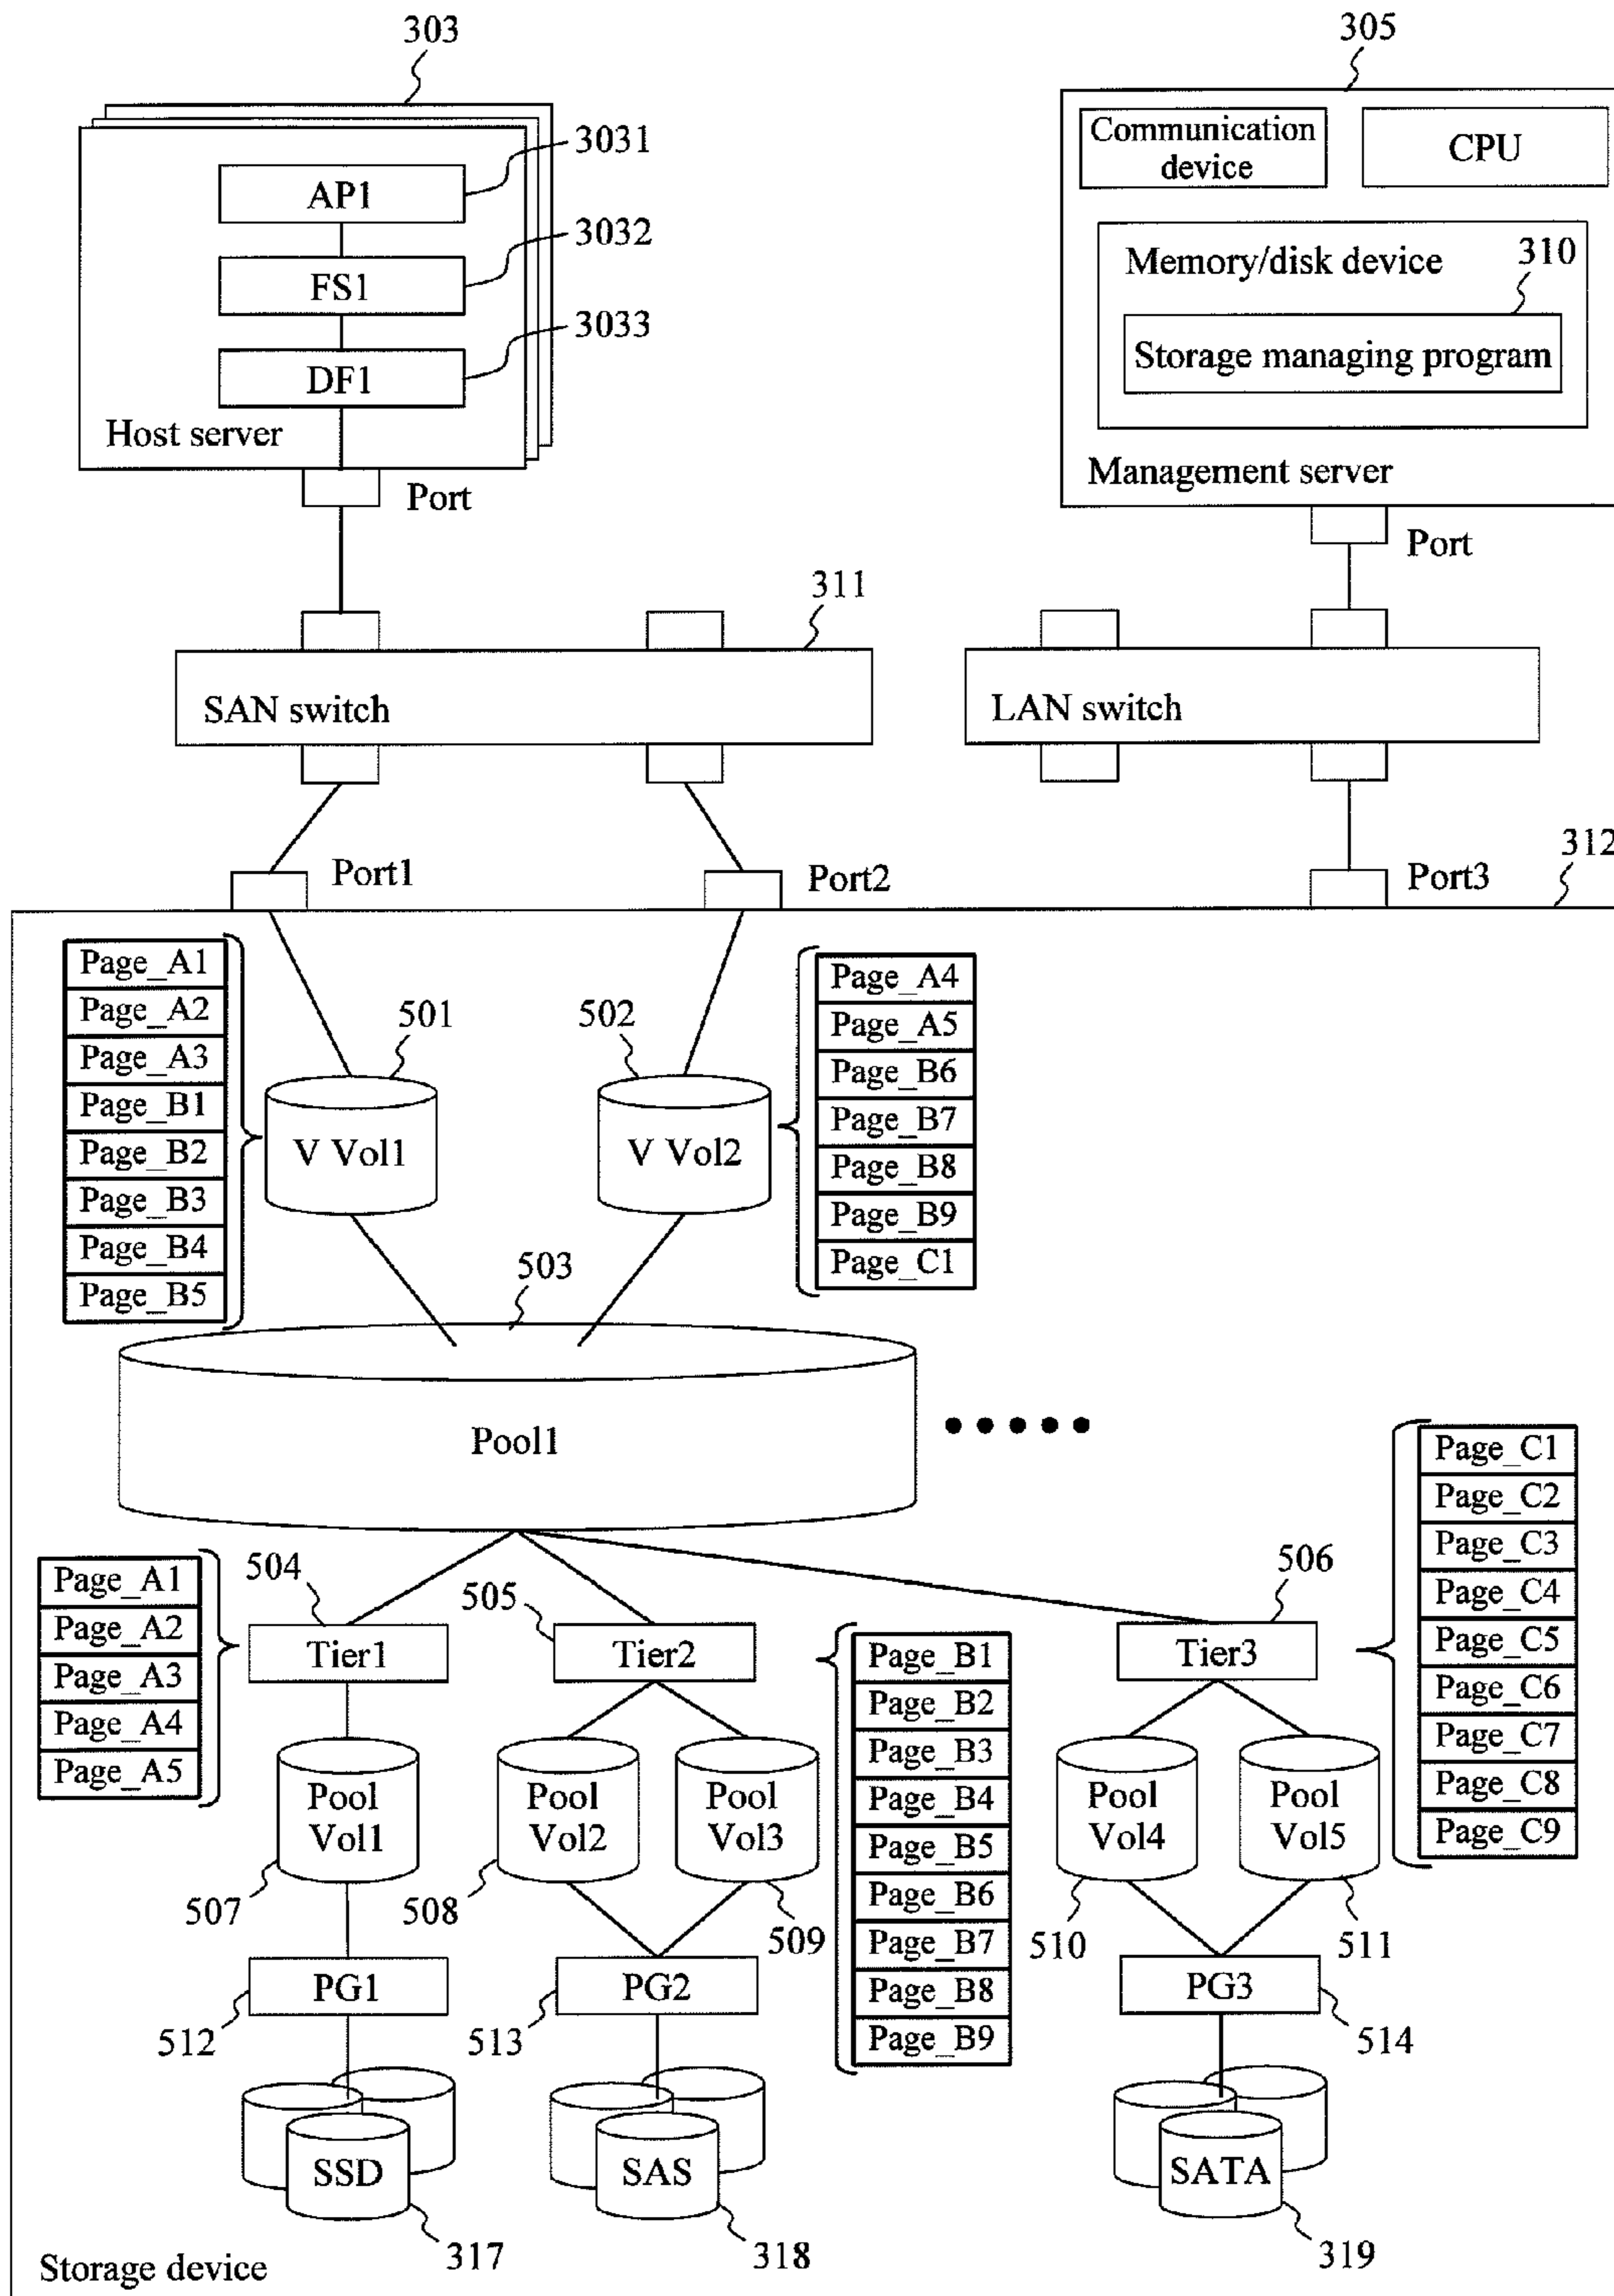 303
305
3031
AP1
Communication
device
CPU
3032
FS1
Memory/disk device
310
3033
DF1
Storage managing program
Host server
Management server
Port
Port
311
SAN switch
LAN switch
312
Port1
Port2
Port3
Page_A1
Page_A2
Page_A3
Page_B1
Page_B2
Page_B3
Page_B4
Page_B5
501
V Vol1
502
V Vol2
Page_A4
Page_A5
Page_B6
Page_B7
Page_B8
Page_B9
Page_C1
503
Pool1
Page_A1
Page_A2
Page_A3
Page_A4
Page_A5
504
Tier1
505
Tier2
506
Tier3
Page_B1
Page_B2
Page_B3
Page_B4
Page_B5
Page_B6
Page_B7
Page_B8
Page_B9
Page_C1
Page_C2
Page_C3
Page_C4
Page_C5
Page_C6
Page_C7
Page_C8
Page_C9
Pool
Vol1
Pool
Vol2
Pool
Vol3
Pool
Vol4
Pool
Vol5
507
508
509
510
511
PG1
PG2
PG3
512
513
514
SSD
SAS
SATA
317
318
319
Storage device